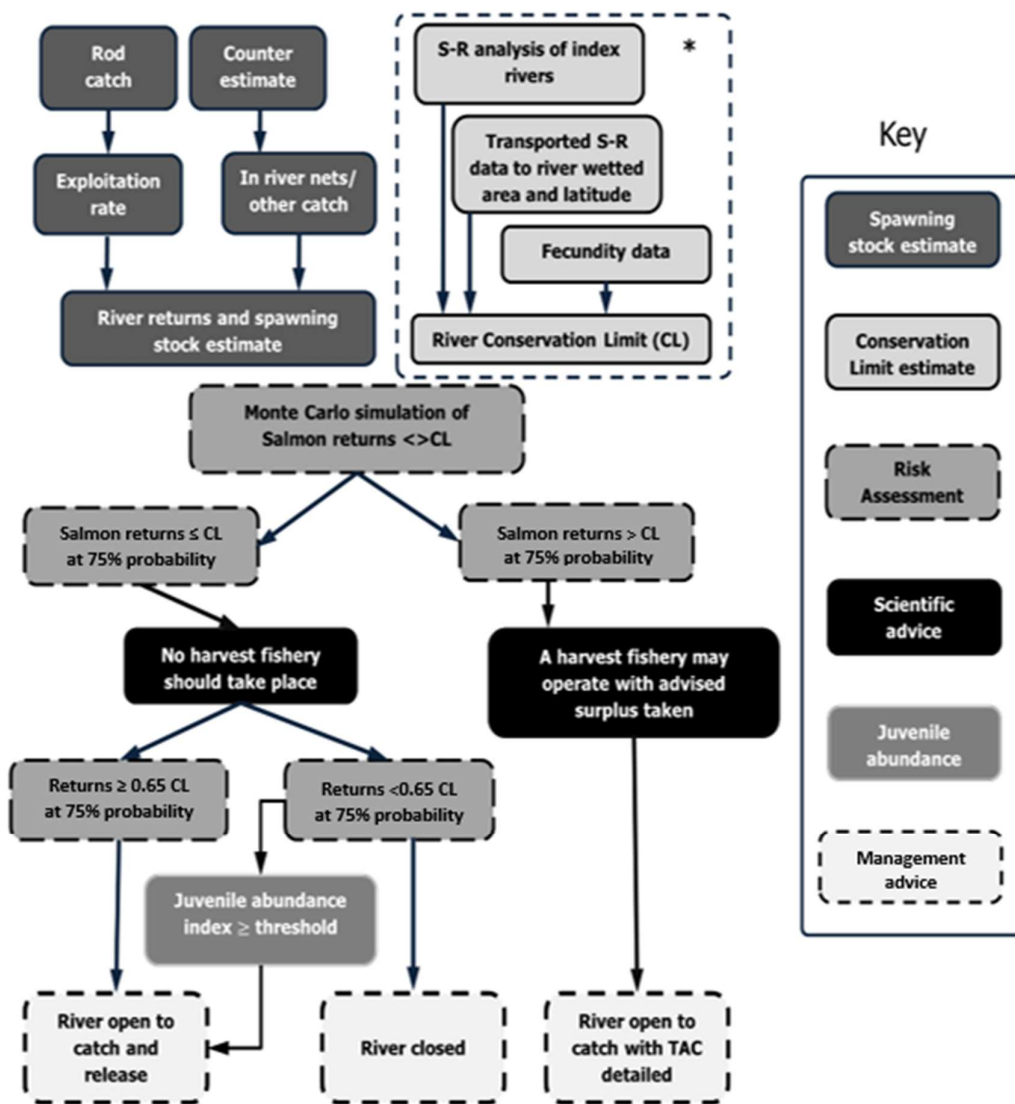 Rod
catch
Counter
estimate
S-R analysis of index
rivers
*
Exploitation
rate
In river nets/
other catch
Transported S-R
data to river wetted
area and latitude
Fecundity data
River returns and spawning
stock estimate
River Conservation Limit (CL)
Monte Carlo simulation of
Salmon returns <>CL
Salmon returns ≤ CL
at 75% probability
Salmon returns > CL
at 75% probability
No harvest fishery
should take place
A harvest fishery may
operate with advised
surplus taken
Returns ≥ 0.65 CL
at 75% probability
Returns <0.65 CL
at 75% probability
Juvenile abundance
index ≥ threshold
River open to
catch and
release
River closed
River open to
catch with TAC
detailed
Key
Spawning
stock estimate
Conservation
Limit estimate
Risk
Assessment
Scientific
advice
Juvenile
abundance
Management
advice